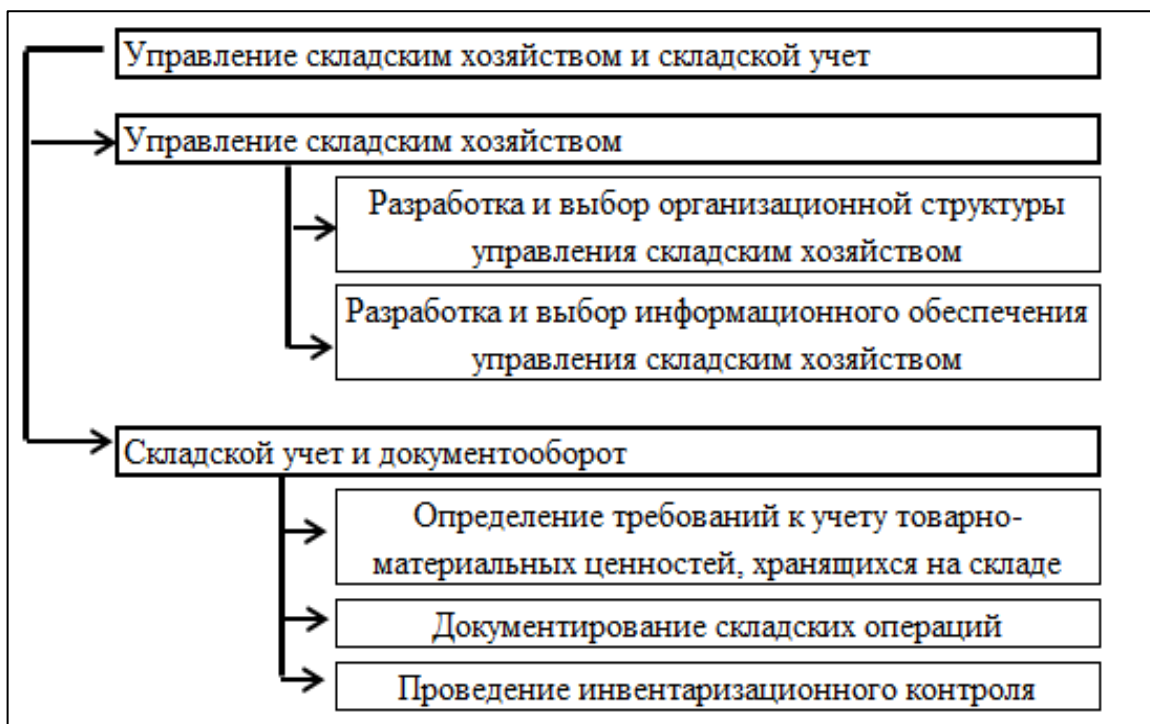 Управление складским хозяйством и складской учет
Управление складским хозяйством
Разработка и выбор организационной структуры
управления складским хозяйством
Разработка и выбор информационного обеспечения
управления складским хозяйством
Складской учет и документооборот
Определение требований к учету товарно-
материальных ценностей, хранящихся на складе
Документирование складских операций
Проведение инвентаризационного контроля